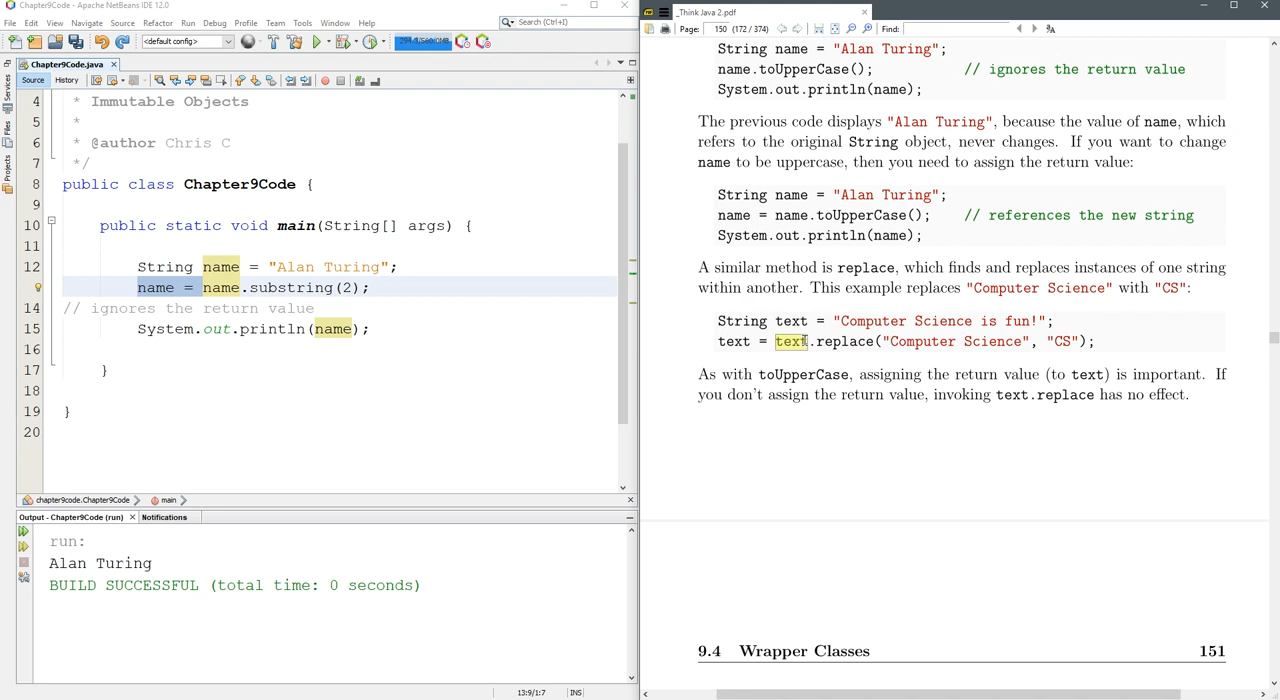 Chapter9Code - Apache NetBeans IDE 12.0
File Edit View Navigate Source Refactor Run Debug Profile Team Tools Window Help
Search (Ctrl+I)
<default config>
Chapter9Code.java
Source History
Services
Files
Projects
4 * Immutable Objects
5 *
6 * @author Chris C
7 */
8 public class Chapter9Code {
9
10 public static void main(String[] args) {
11
12 String name = "Alan Turing";
name = name.substring(2);
14 // ignores the return value
15 System.out.println(name);
16
17 }
18
19 }
20
chapter9code.Chapter9Code main
Output - Chapter9Code (run) Notifications
run:
Alan Turing
BUILD SUCCESSFUL (total time: 0 seconds)
13:9/1:7 INS
_Think Java 2.pdf
Page: 150 (172 / 374) Find:
String name = "Alan Turing";
name.toUpperCase(); // ignores the return value
System.out.println(name);
The previous code displays "Alan Turing", because the value of name, which
refers to the original String object, never changes. If you want to change
name to be uppercase, then you need to assign the return value:
String name = "Alan Turing";
name = name.toUpperCase(); // references the new string
System.out.println(name);
A similar method is replace, which finds and replaces instances of one string
within another. This example replaces "Computer Science" with "CS":
String text = "Computer Science is fun!";
text = text.replace("Computer Science", "CS");
As with toUpperCase, assigning the return value (to text) is important. If
you don't assign the return value, invoking text.replace has no effect.
9.4 Wrapper Classes 151